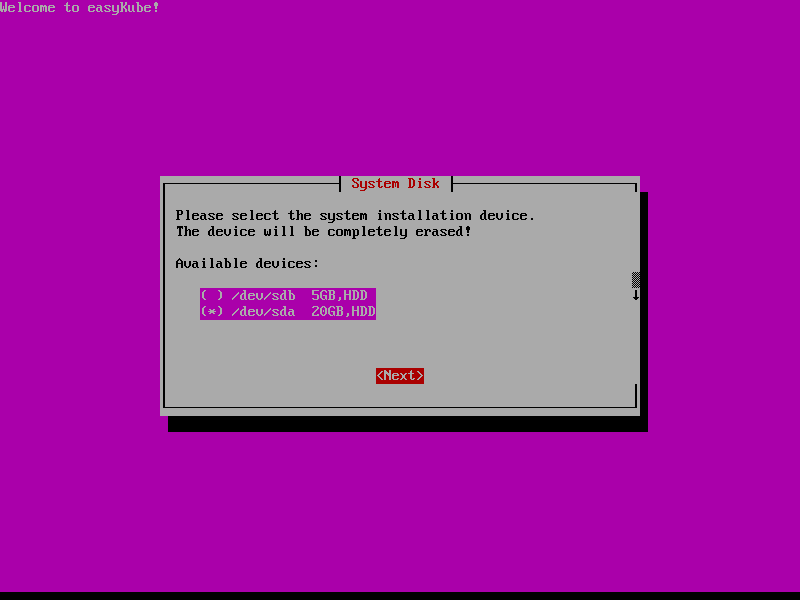 Welcome to easyKube!
System Disk
Please select the system installation device.
The device will be completely erased!
Available devices:
( ) /dev/sdb  5GB,HDD
(*) /dev/sda  20GB,HDD
<Next>